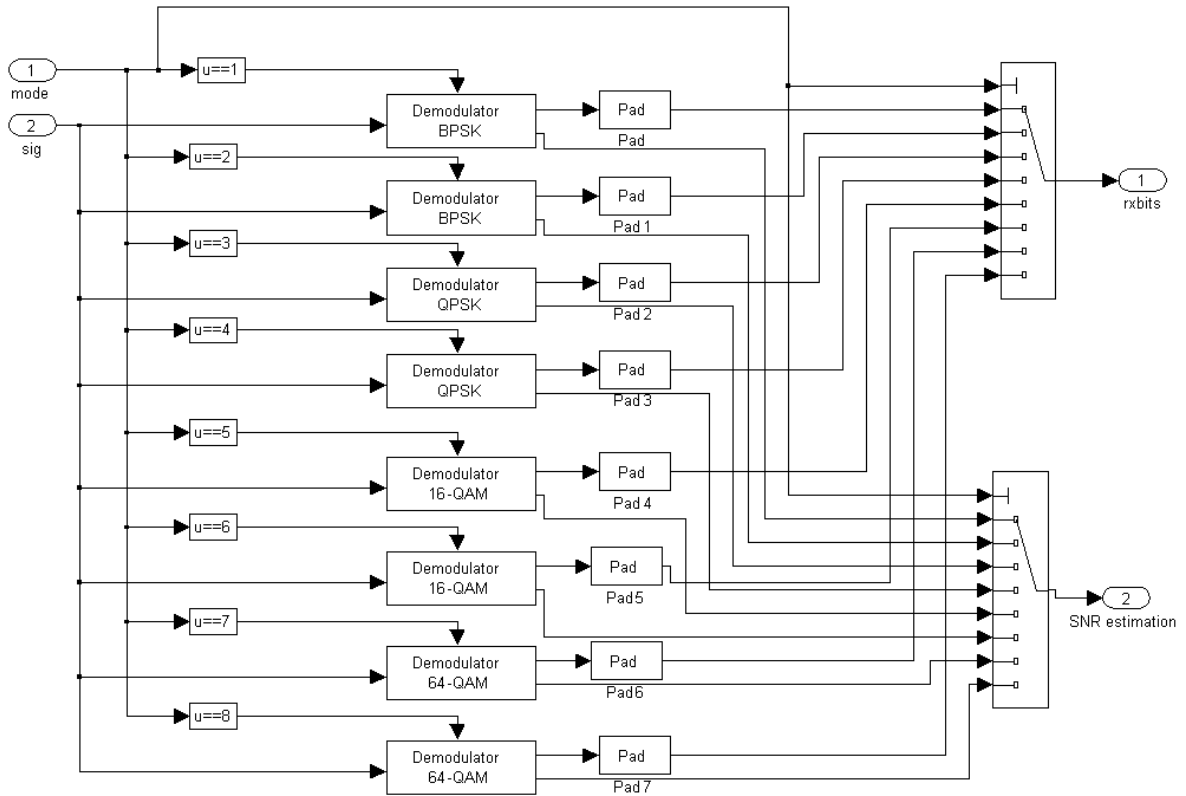 1
mode
2
sig
u==1
Demodulator
BPSK
Pad
Pad
u==2
Demodulator
BPSK
Pad
Pad 1
u==3
Demodulator
QPSK
Pad
Pad 2
u==4
Demodulator
QPSK
Pad
Pad 3
u==5
Demodulator
16-QAM
Pad
Pad 4
u==6
Demodulator
16-QAM
Pad
Pad5
u==7
Demodulator
64-QAM
Pad
Pad6
u==8
Demodulator
64-QAM
Pad
Pad7
1
rxbits
2
SNR estimation